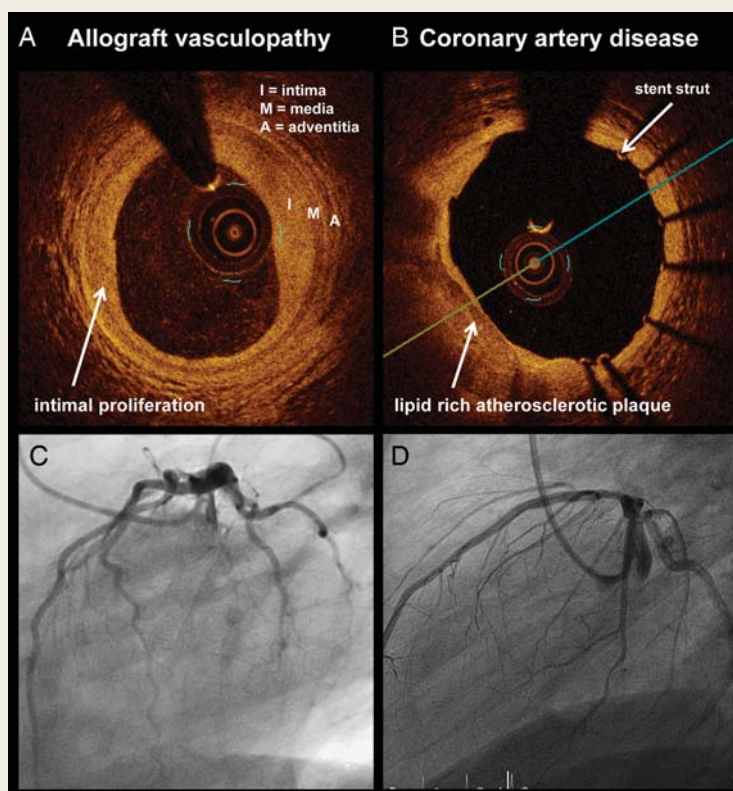 A Allograft vasculopathy
B Coronary artery disease
I = intima
M = media
A = adventitia
I M A
intimal proliferation
stent strut
lipid rich atherosclerotic plaque
C
D